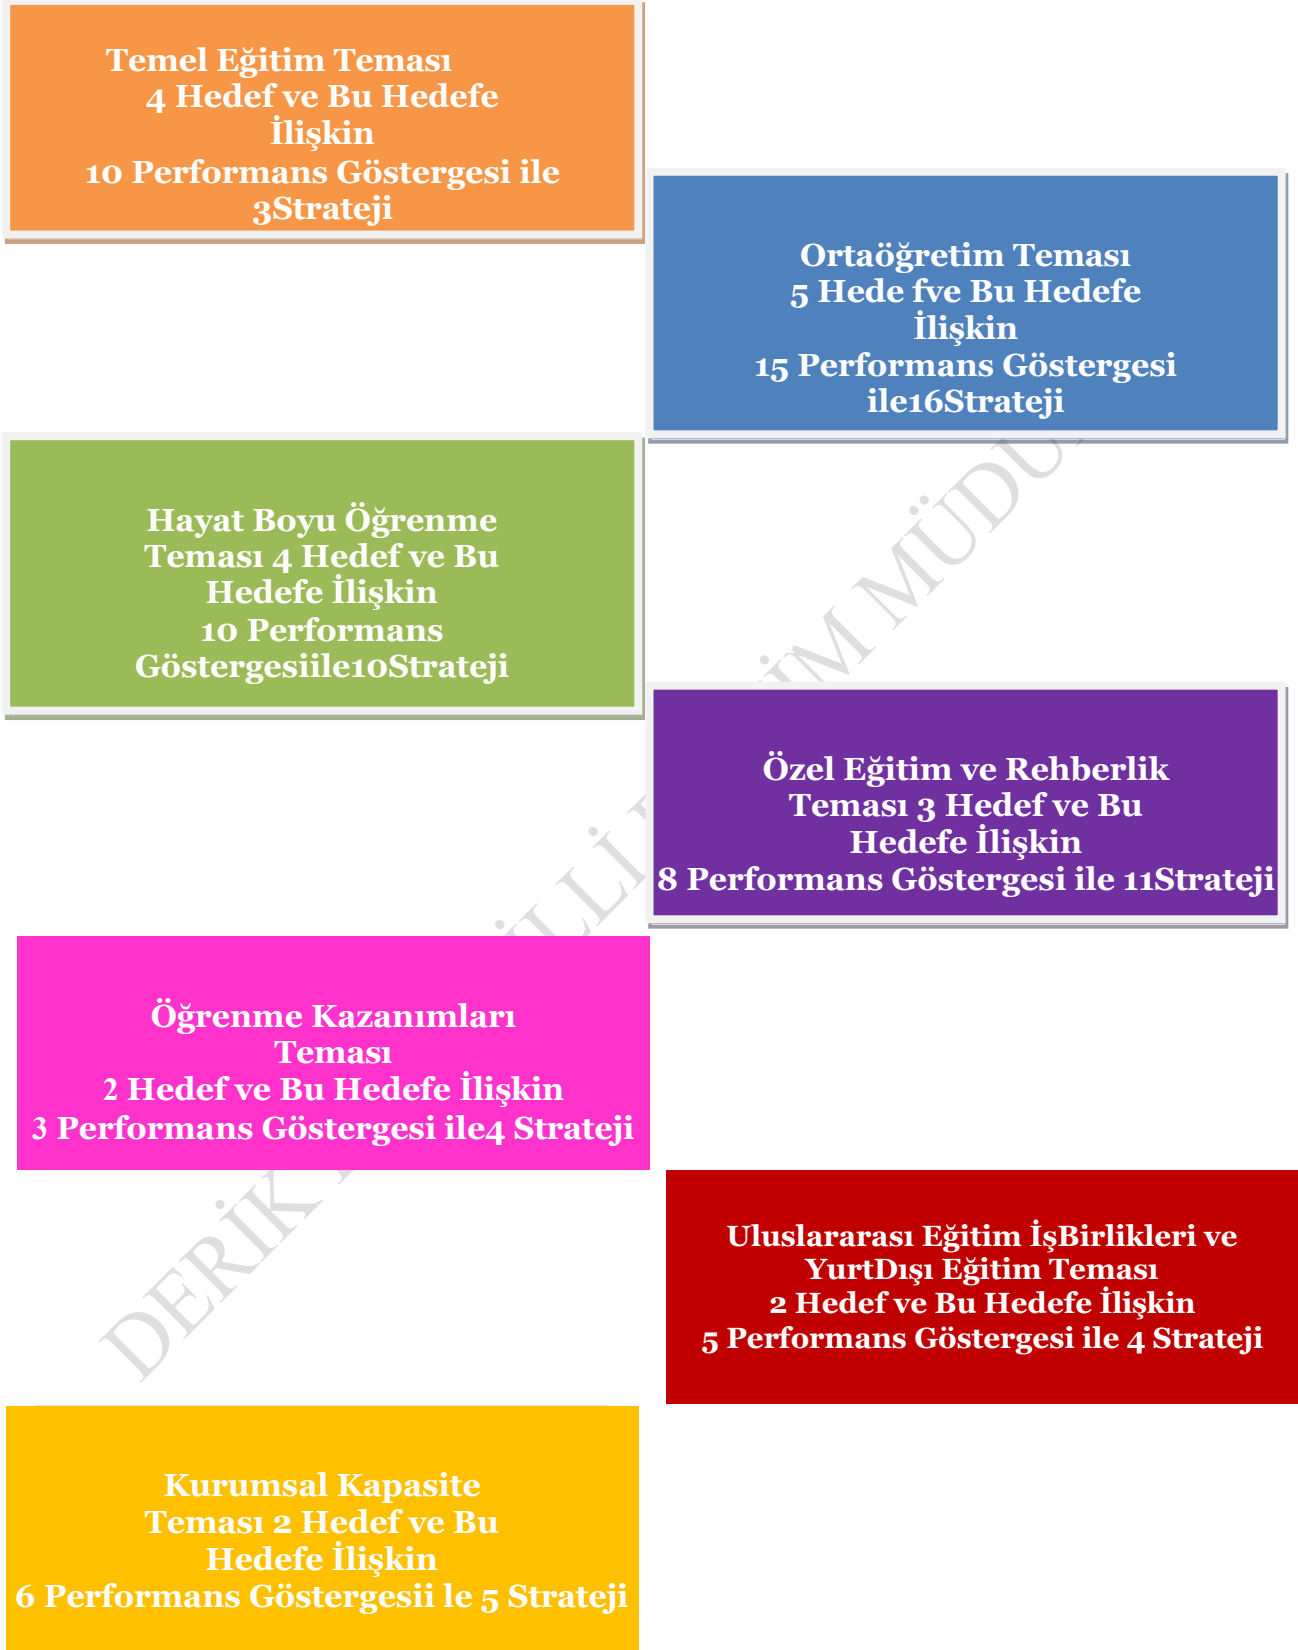 Temel Eğitim Teması
4 Hedef ve Bu Hedefe
İlişkin
10 Performans Göstergesi ile
3Strateji
Ortaöğretim Teması
5 Hede fve Bu Hedefe
İlişkin
15 Performans Göstergesi
ile16Strateji
Hayat Boyu Öğrenme
Teması 4 Hedef ve Bu
Hedefe İlişkin
10 Performans
Göstergesiile10Strateji
Özel Eğitim ve Rehberlik
Teması 3 Hedef ve Bu
Hedefe İlişkin
8 Performans Göstergesi ile 11Strateji
Öğrenme Kazanımları
Teması
2 Hedef ve Bu Hedefe İlişkin
3 Performans Göstergesi ile4 Strateji
Uluslararası Eğitim İşBirlikleri ve
YurtDışı Eğitim Teması
2 Hedef ve Bu Hedefe İlişkin
5 Performans Göstergesi ile 4 Strateji
Kurumsal Kapasite
Teması 2 Hedef ve Bu
Hedefe İlişkin
6 Performans Göstergesii le 5 Strateji
DERİK